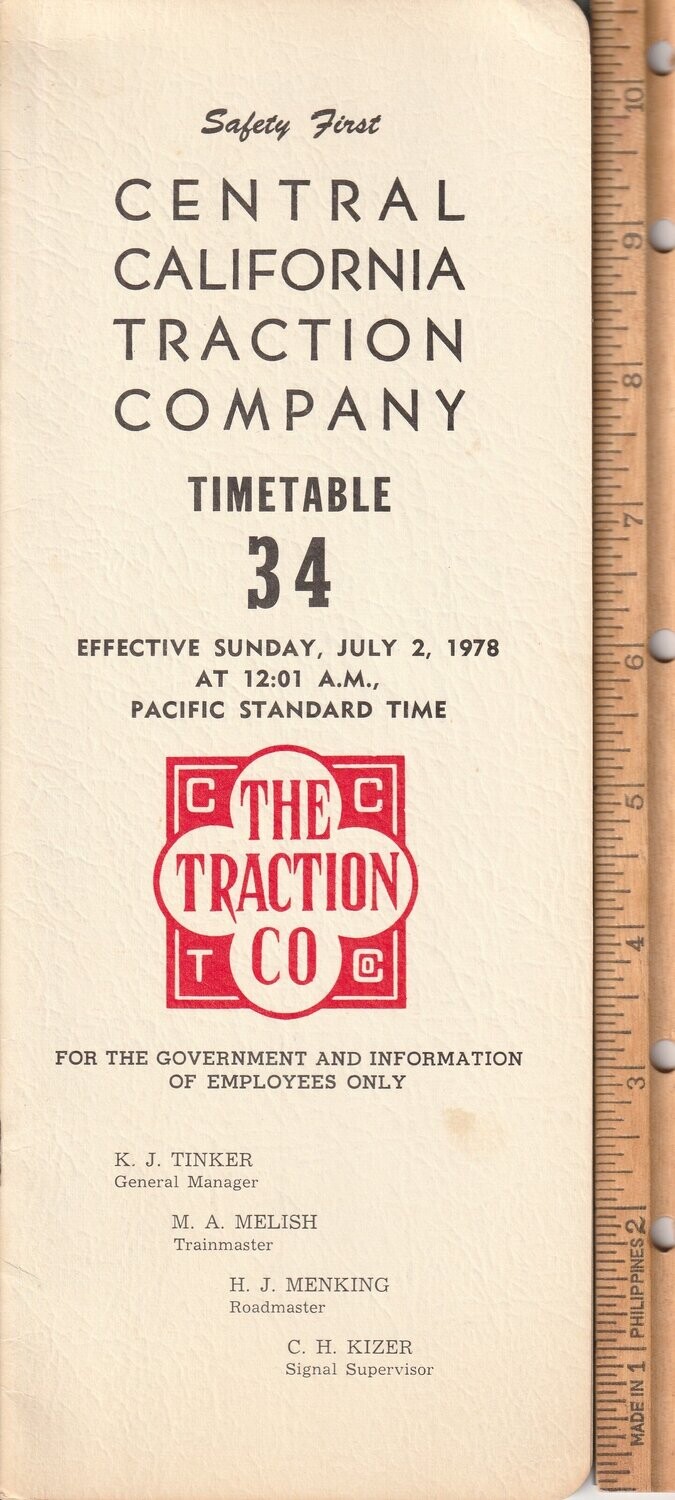 Safety First
CENTRAL
CALIFORNIA
TRACTION
COMPANY
TIMETABLE
34
EFFECTIVE SUNDAY, JULY 2, 1978
AT 12:01 A.M.,
PACIFIC STANDARD TIME
C C
THE
TRACTION
CO
T Co
FOR THE GOVERNMENT AND INFORMATION
OF EMPLOYEES ONLY
K. J. TINKER
General Manager
M. A. MELISH
Trainmaster
H. J. MENKING
Roadmaster
C. H. KIZER
Signal Supervisor
10
9
8
7
6
5
4
3
2
1
MADE IN PHILIPPINES